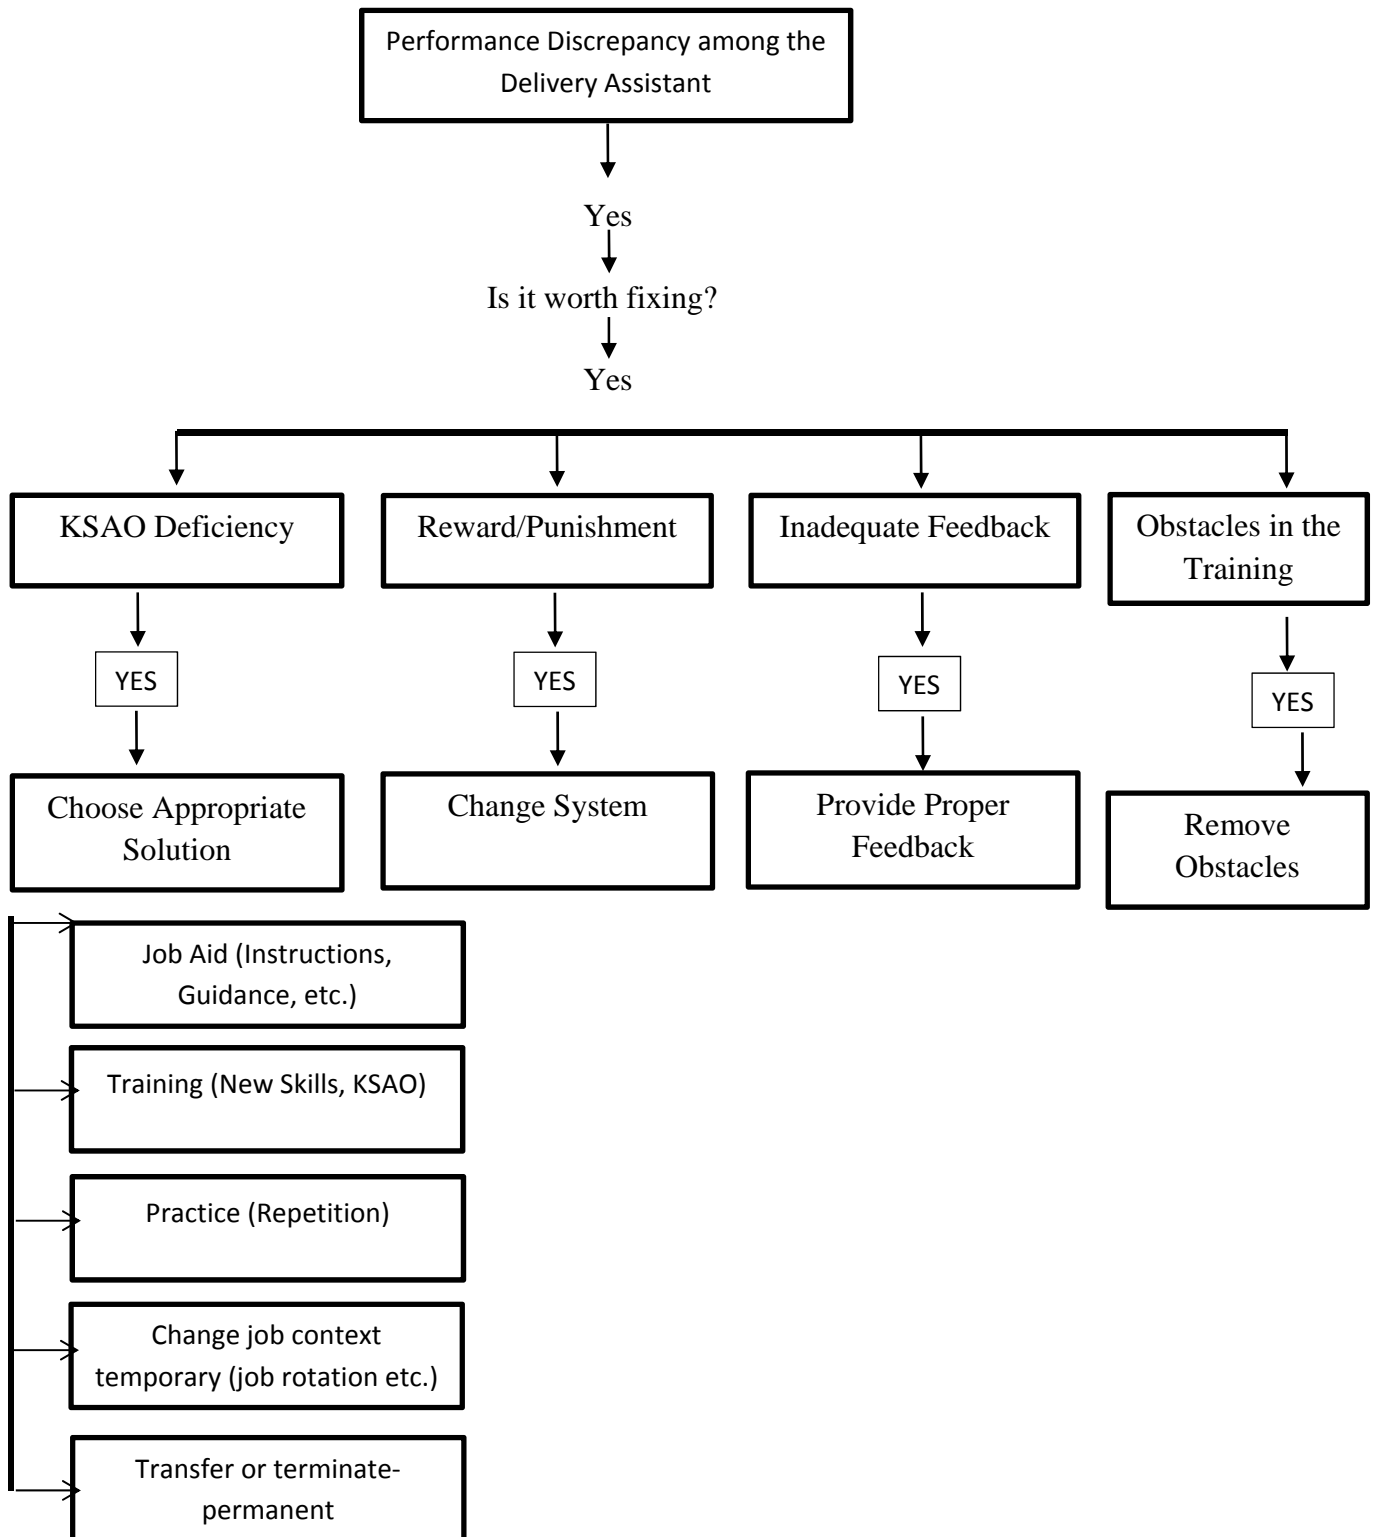 Performance Discrepancy among the
Delivery Assistant
Yes
Is it worth fixing?
Yes
KSAO Deficiency
Reward/Punishment
Inadequate Feedback
Obstacles in the
Training
YES
YES
YES
YES
Choose Appropriate
Solution
Change System
Provide Proper
Feedback
Remove
Obstacles
Job Aid (Instructions,
Guidance, etc.)
Training (New Skills, KSAO)
Practice (Repetition)
Change job context
temporary (job rotation etc.)
Transfer or terminate-
permanent